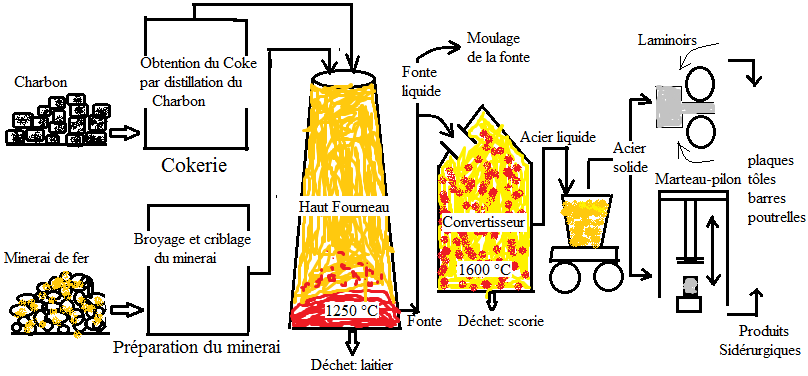 Charbon
Obtention du Coke
par distillation du
Charbon
Cokerie
Minerai de fer
Broyage et criblage
du minerai
Préparation du minerai
Haut Fourneau
1250 °C
Déchet: laitier
Fonte
Fonte
liquide
Moulage
de la fonte
Convertisseur
1600 °C
Déchet: scorie
Acier liquide
Acier
solide
Laminoirs
Marteau-pilon
plaques
tôles
barres
poutrelles
Produits
Sidérurgiques